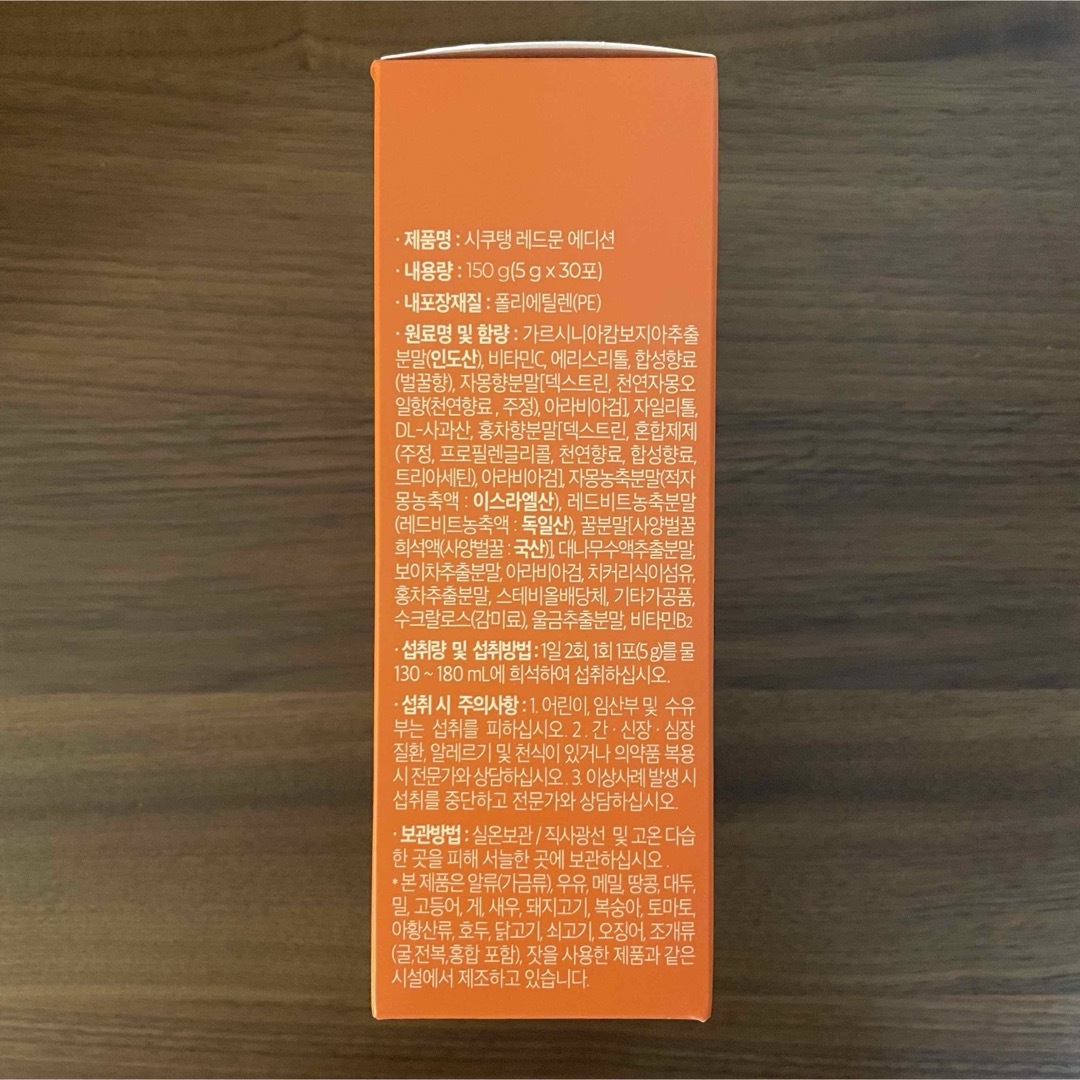 · 제품명 : 시쿠탱 레드문 에디션
· 내용량 : 150 g(5 g x 30포)
· 내포장재질 : 폴리에틸렌(PE)
· 원료명 및 함량 : 가르시니아캄보지아추출
분말(인도산), 비타민C, 에리스리톨, 합성향료
(벌꿀향), 자몽향분말[덱스트린, 천연자몽오
일향(천연향료, 주정), 아라비아검], 자일리톨,
DL-사과산, 홍차향분말[덱스트린, 혼합제제
(주정, 프로필렌글리콜, 천연향료, 합성향료,
트리아세틴), 아라비아검], 자몽농축분말(적자
몽농축액 : 이스라엘산), 레드비트농축분말
(레드비트농축액 : 독일산), 꿀분말[사양벌꿀
희석액(사양벌꿀 : 국산)], 대나무수액추출분말,
보이차추출분말, 아라비아검, 치커리식이섬유,
홍차추출분말, 스테비올배당체, 기타가공품,
수크랄로스(감미료), 울금추출분말, 비타민B2
· 섭취량 및 섭취방법 : 1일 2회, 1회 1포(5 g)를 물
130 ~ 180 mL에 희석하여 섭취하십시오.
· 섭취 시 주의사항 : 1. 어린이, 임산부 및 수유
부는 섭취를 피하십시오. 2. 간 · 신장 · 심장
질환, 알레르기 및 천식이 있거나 의약품 복용
시 전문가와 상담하십시오. 3. 이상사례 발생 시
섭취를 중단하고 전문가와 상담하십시오.
· 보관방법 : 실온보관 / 직사광선 및 고온 다습
한 곳을 피해 서늘한 곳에 보관하십시오.
* 본 제품은 알류(가금류), 우유, 메밀, 땅콩, 대두,
밀, 고등어, 게, 새우, 돼지고기, 복숭아, 토마토,
아황산류, 호두, 닭고기, 쇠고기, 오징어, 조개류
(굴,전복,홍합 포함), 잣을 사용한 제품과 같은
시설에서 제조하고 있습니다.